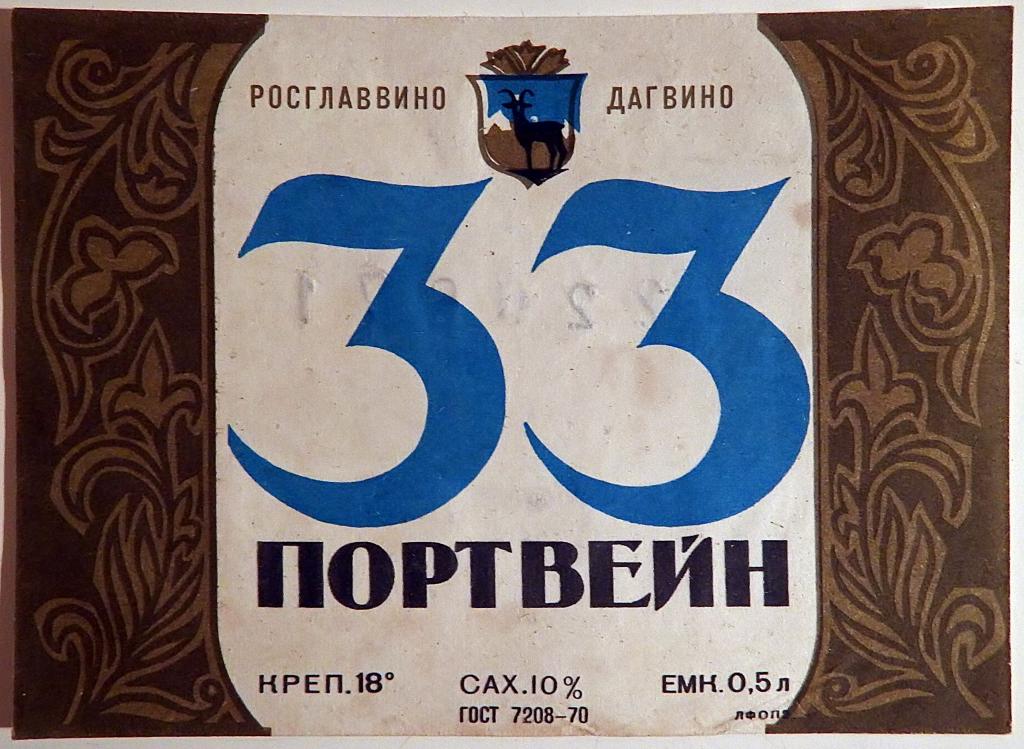 РОСГЛАВВИНО ДАГВИНО
33
ПОРТВЕЙН
КРЕП.18° САХ.10% ЕМК.0,5 л
ГОСТ 7208-70